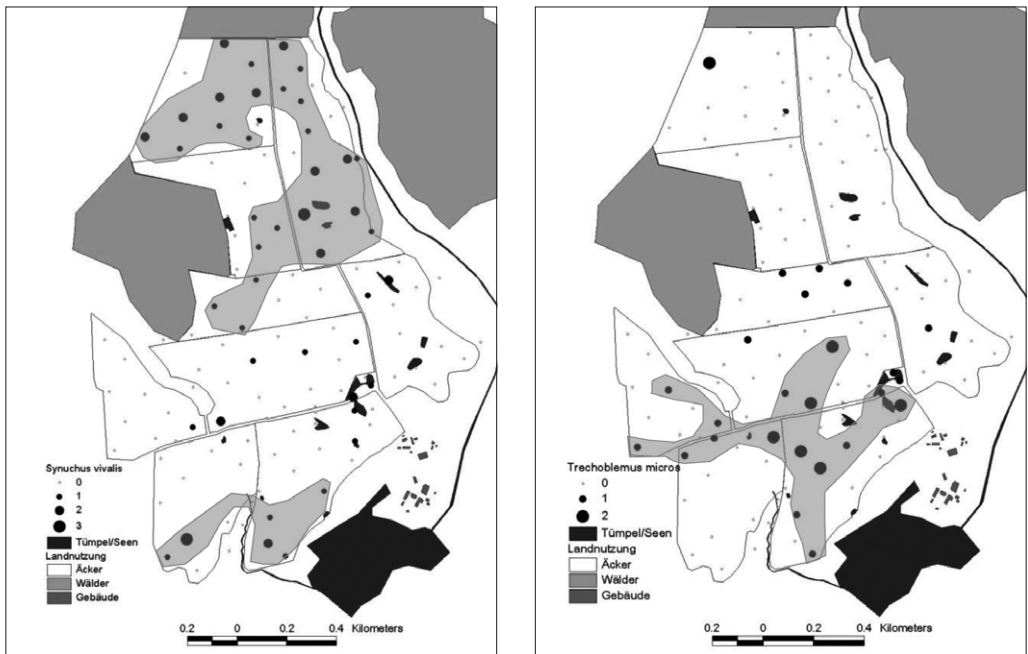 Synuchus vivalis
0
1
2
3
Tümpel/Seen
Landnutzung
Äcker
Wälder
Gebäude
0.2 0 0.2 0.4 Kilometers
Trechoblemus micros
0
1
2
Tümpel/Seen
Landnutzung
Äcker
Wälder
Gebäude
0.2 0 0.2 0.4 Kilometers